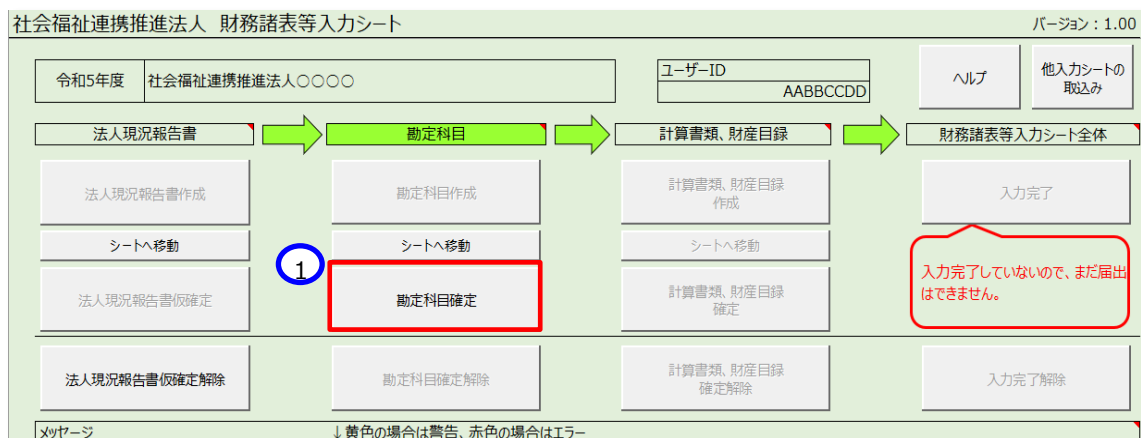 社会福祉連携推進法人 財務諸表等入力シート
バージョン：1.00
令和5年度
社会福祉連携推進法人〇〇〇〇
ユーザーID
AABBCCDD
ヘルプ
他入力シートの
取込み
法人現況報告書
勘定科目
計算書類、財産目録
財務諸表等入力シート全体
法人現況報告書作成
勘定科目作成
計算書類、財産目録
作成
入力完了
シートへ移動
シートへ移動
シートへ移動
1
法人現況報告書仮確定
勘定科目確定
計算書類、財産目録
確定
入力完了していないので、まだ届出
はできません。
法人現況報告書仮確定解除
勘定科目確定解除
計算書類、財産目録
確定解除
入力完了解除
メッセージ
↓黄色の場合は警告、赤色の場合はエラー